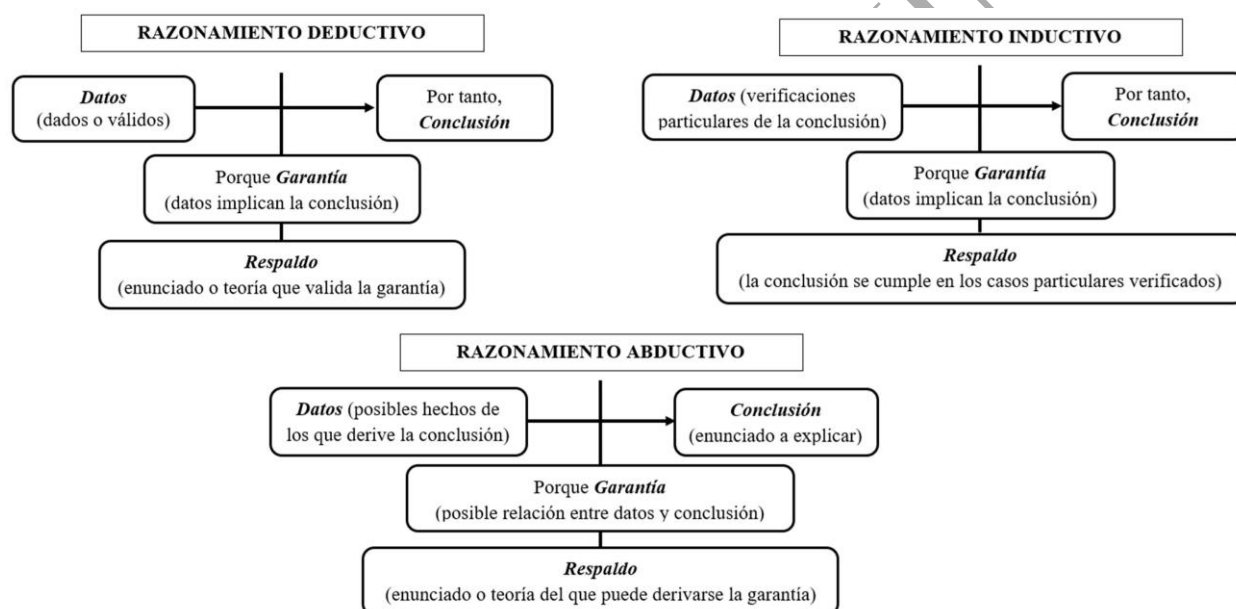 RAZONAMIENTO DEDUCTIVO
Datos
(dados o válidos)
Por tanto,
Conclusión
Porque Garantía
(datos implican la conclusión)
Respaldo
(enunciado o teoría que valida la garantía)
RAZONAMIENTO INDUCTIVO
Datos (verificaciones
particulares de la conclusión)
Por tanto,
Conclusión
Porque Garantía
(datos implican la conclusión)
Respaldo
(la conclusión se cumple en los casos particulares verificados)
RAZONAMIENTO ABDUCTIVO
Datos (posibles hechos de
los que derive la conclusión)
Conclusión
(enunciado a explicar)
Porque Garantía
(posible relación entre datos y conclusión)
Respaldo
(enunciado o teoría del que puede derivarse la garantía)